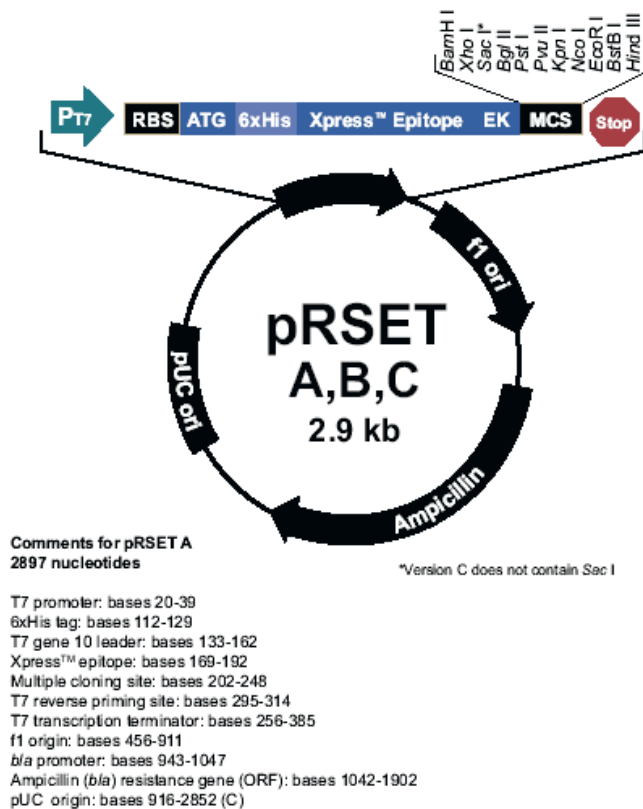 BamH I
Xho I
Sac I*
Bgl II
Pst I
Pvu II
Kpn I
Nco I
EcoR I
BstB I
Hind III
PT7 RBS ATG 6xHis Xpress™ Epitope EK MCS Stop
f1 ori
pRSET
A,B,C
2.9 kb
pUC ori
Ampicillin
Comments for pRSET A
2897 nucleotides
*Version C does not contain Sac I
T7 promoter: bases 20-39
6xHis tag: bases 112-129
T7 gene 10 leader: bases 133-162
Xpress™ epitope: bases 169-192
Multiple cloning site: bases 202-248
T7 reverse priming site: bases 295-314
T7 transcription terminator: bases 256-385
f1 origin: bases 456-911
bla promoter: bases 943-1047
Ampicillin (bla) resistance gene (ORF): bases 1042-1902
pUC origin: bases 916-2852 (C)